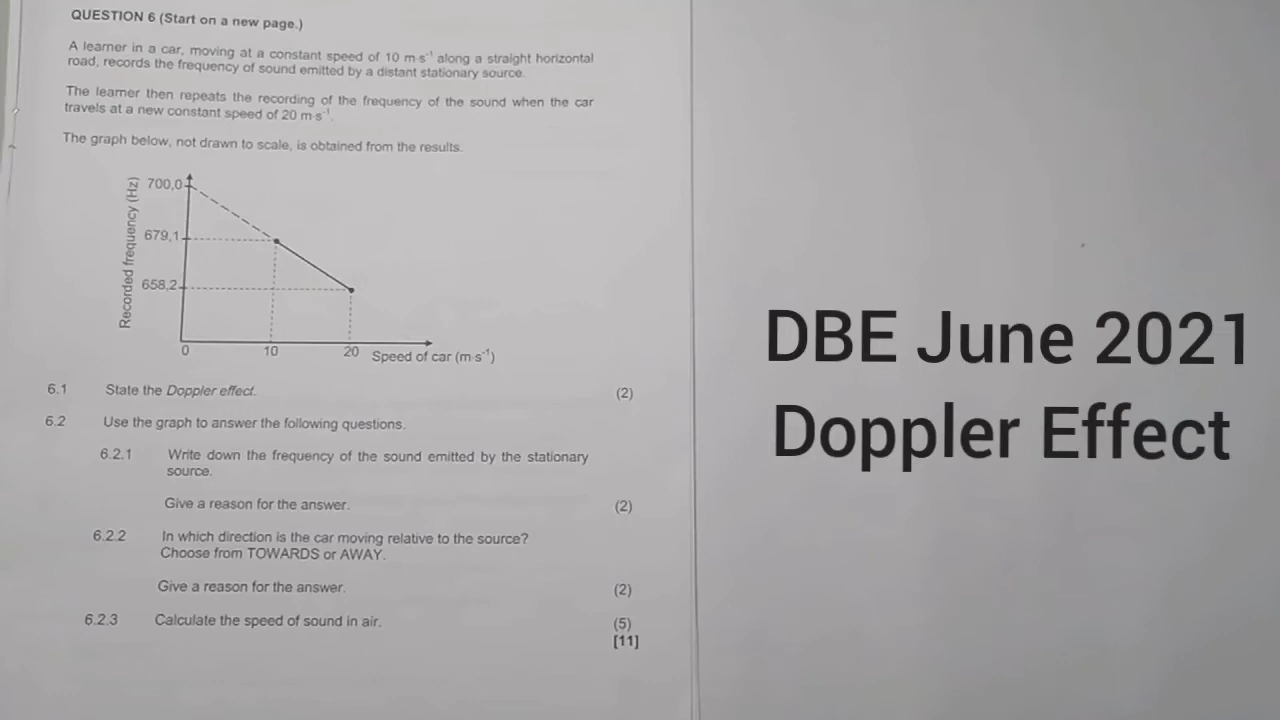 QUESTION 6 (Start on a new page.)
A learner in a car, moving at a constant speed of 10 m·s⁻¹ along a straight horizontal
road, records the frequency of sound emitted by a distant stationary source.
The learner then repeats the recording of the frequency of the sound when the car
travels at a new constant speed of 20 m·s⁻¹.
The graph below, not drawn to scale, is obtained from the results.
Recorded frequency (Hz)
700,0
679,1
658,2
0
10
20
Speed of car (m·s⁻¹)
6.1 State the Doppler effect. (2)
6.2 Use the graph to answer the following questions.
6.2.1 Write down the frequency of the sound emitted by the stationary
source.
Give a reason for the answer. (2)
6.2.2 In which direction is the car moving relative to the source?
Choose from TOWARDS or AWAY.
Give a reason for the answer. (2)
6.2.3 Calculate the speed of sound in air. (5)
[11]
DBE June 2021
Doppler Effect